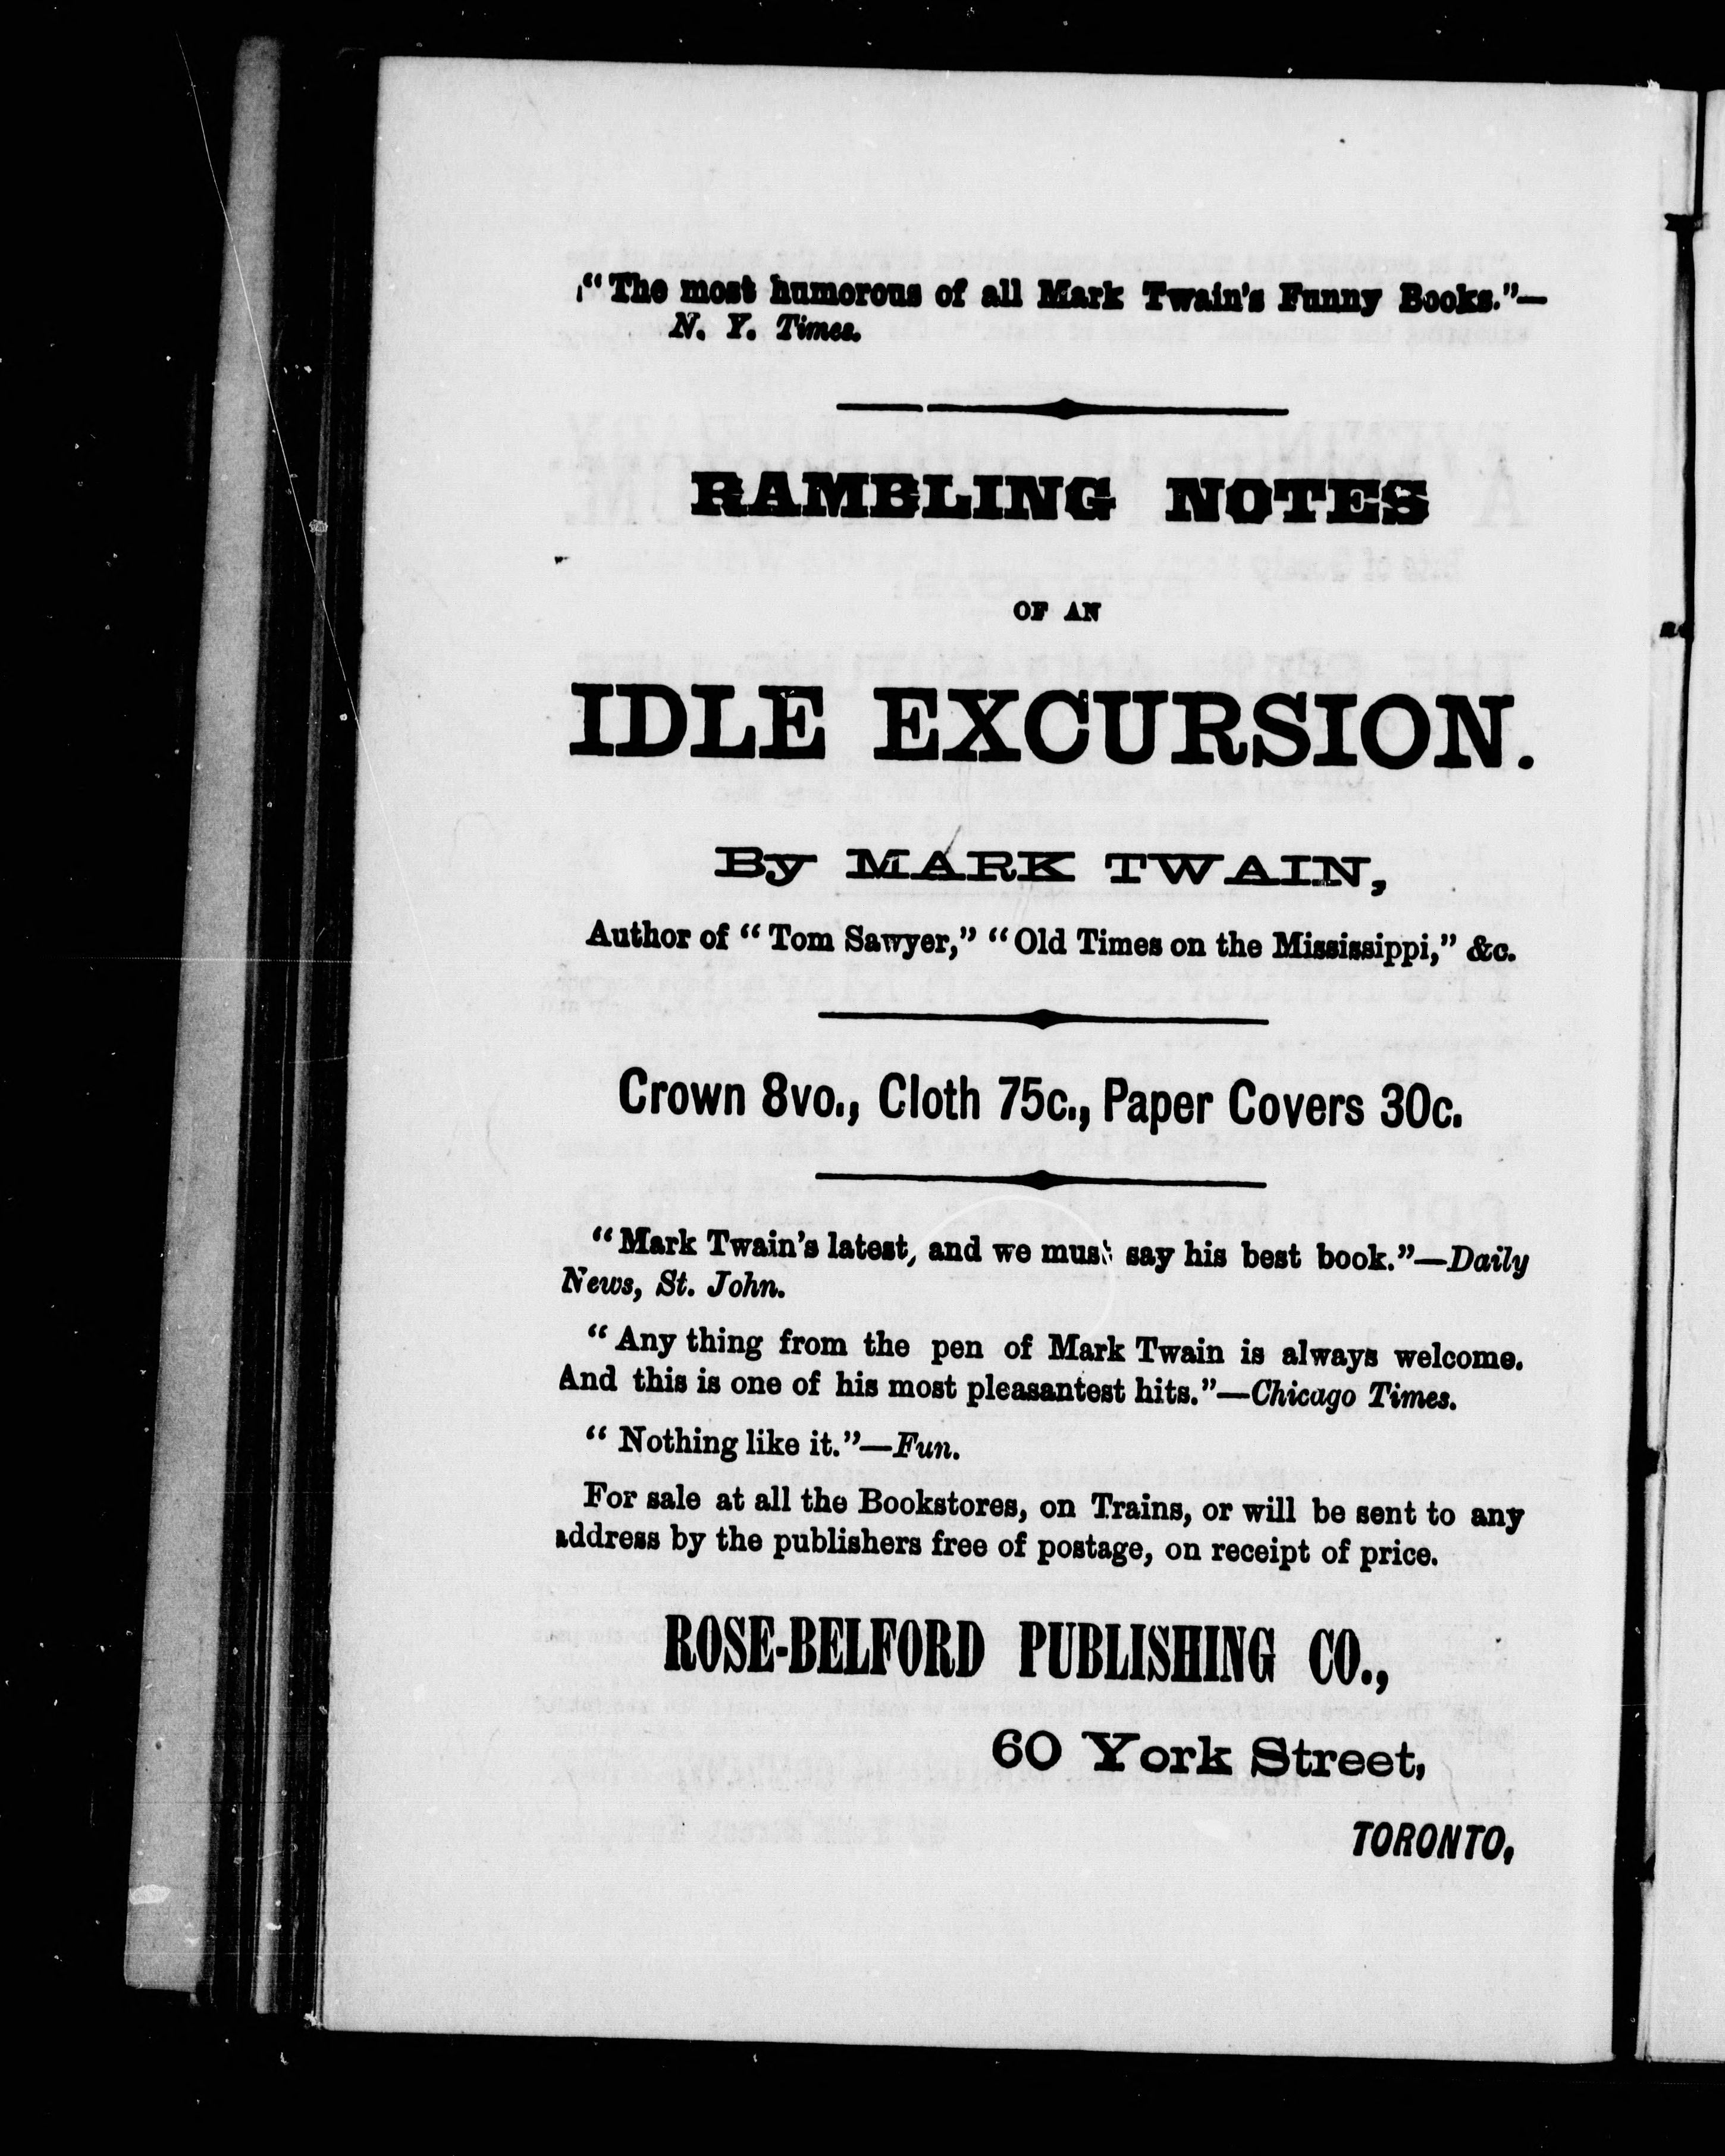 “The most humorous of all Mark Twain's Funny Books.”—
N. Y. Times.
RAMBLING NOTES
OF AN
IDLE EXCURSION.
By MARK TWAIN,
Author of “Tom Sawyer,” “Old Times on the Mississippi,” &c.
Crown 8vo., Cloth 75c., Paper Covers 30c.
“Mark Twain's latest, and we must say his best book.”—Daily
News, St. John.
“Any thing from the pen of Mark Twain is always welcome.
And this is one of his most pleasantest hits.”—Chicago Times.
“Nothing like it.”—Fun.
For sale at all the Bookstores, on Trains, or will be sent to any
address by the publishers free of postage, on receipt of price.
ROSE-BELFORD PUBLISHING CO.,
60 York Street,
TORONTO,